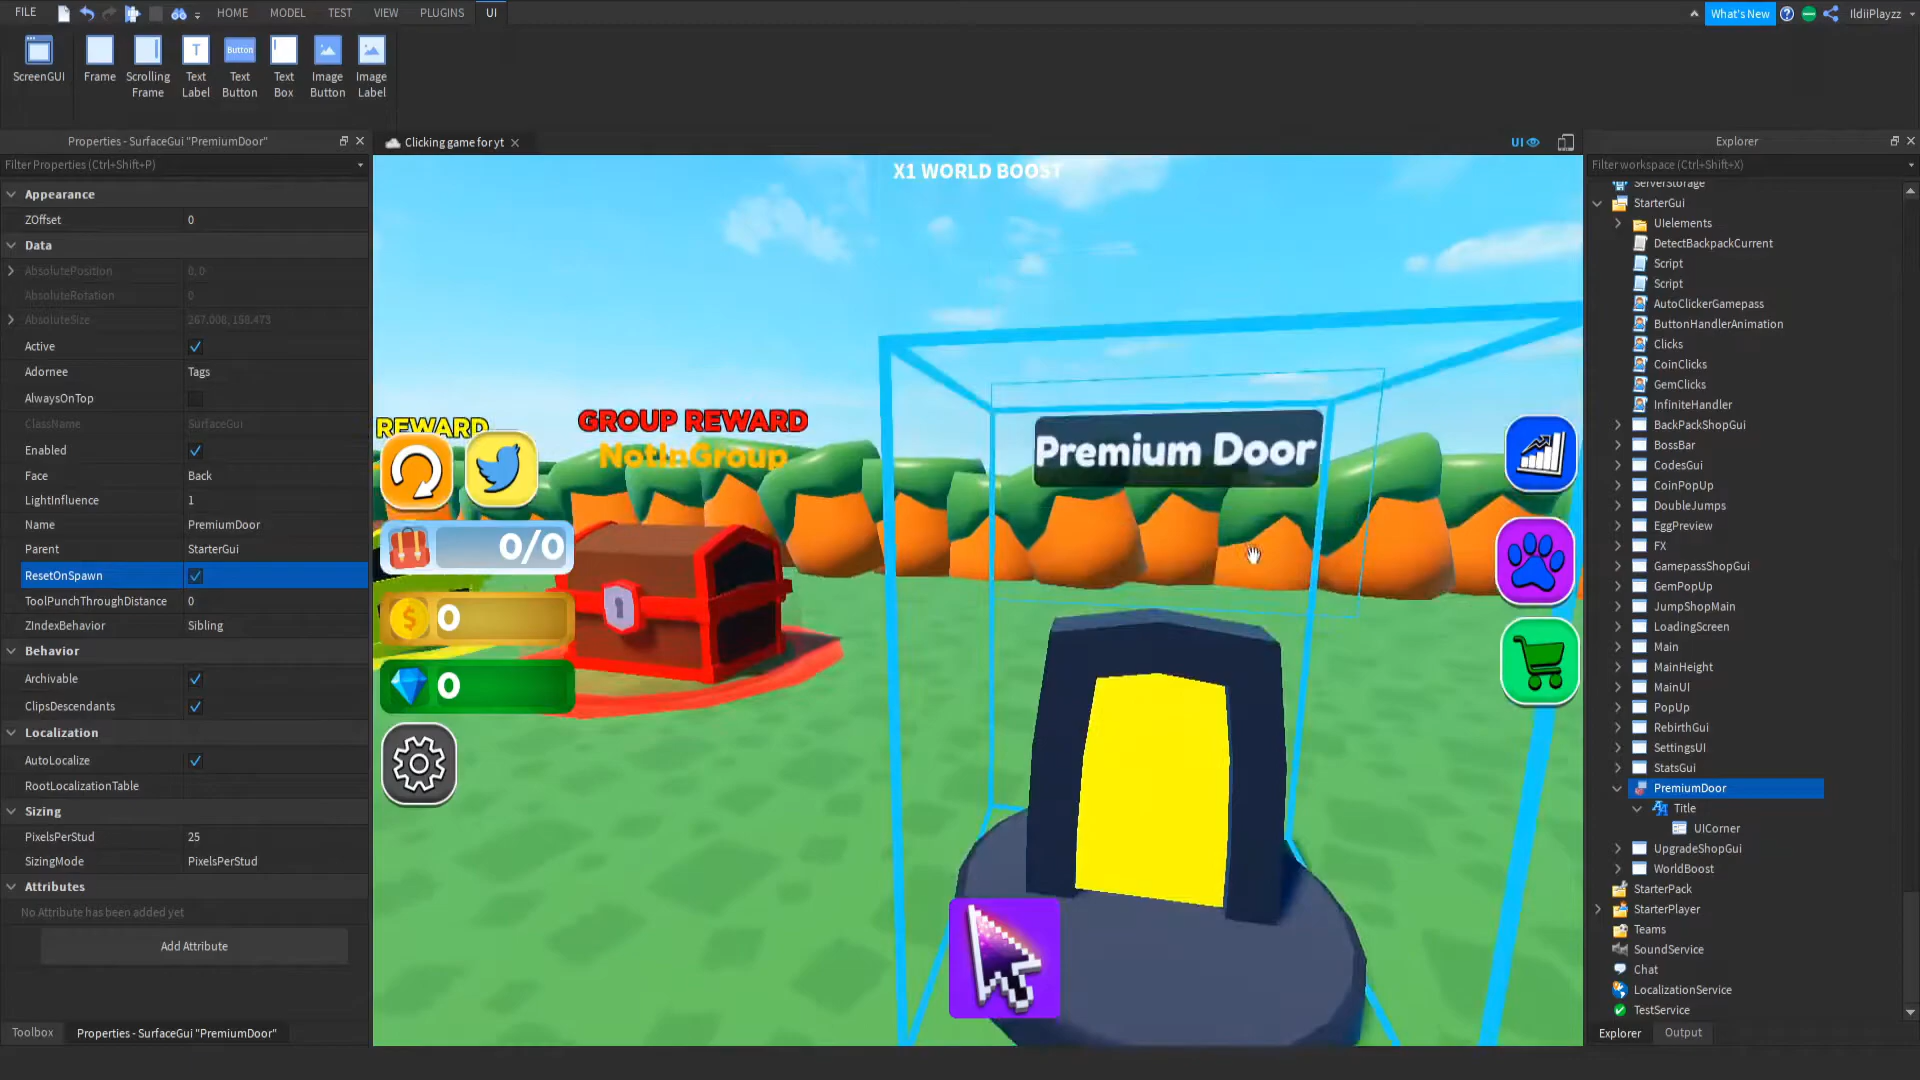 FILE
HOME
MODEL
TEST
VIEW
PLUGINS
UI
What's New
IldiiPlayzz
ScreenGUI
Frame
Scrolling
Frame
Text
Label
Button
Text
Button
Text
Box
Image
Button
Image
Label
Properties - SurfaceGui "PremiumDoor"
Filter Properties (Ctrl+Shift+P)
Appearance
ZOffset 0
Data
AbsolutePosition 0, 0
AbsoluteRotation 0
AbsoluteSize 267.008, 158.473
Active
Adornee Tags
AlwaysOnTop
ClassName SurfaceGui
Enabled
Face Back
LightInfluence 1
Name PremiumDoor
Parent StarterGui
ResetOnSpawn
ToolPunchThroughDistance 0
ZIndexBehavior Sibling
Behavior
Archivable
ClipsDescendants
Localization
AutoLocalize
RootLocalizationTable
Sizing
PixelsPerStud 25
SizingMode PixelsPerStud
Attributes
No Attribute has been added yet
Add Attribute
Toolbox
Properties - SurfaceGui "PremiumDoor"
Clicking game for yt
UI
X1 WORLD BOOST
REWARD
GROUP REWARD
NotInGroup
Premium Door
0/0
0
0
Explorer
Filter workspace (Ctrl+Shift+X)
ServerStorage
StarterGui
UIelements
DetectBackpackCurrent
Script
Script
AutoClickerGamepass
ButtonHandlerAnimation
Clicks
CoinClicks
GemClicks
InfiniteHandler
BackPackShopGui
BossBar
CodesGui
CoinPopUp
DoubleJumps
EggPreview
FX
GamepassShopGui
GemPopUp
JumpShopMain
LoadingScreen
Main
MainHeight
MainUI
PopUp
RebirthGui
SettingsUI
StatsGui
PremiumDoor
Title
UICorner
UpgradeShopGui
WorldBoost
StarterPack
StarterPlayer
Teams
SoundService
Chat
LocalizationService
TestService
Explorer
Output